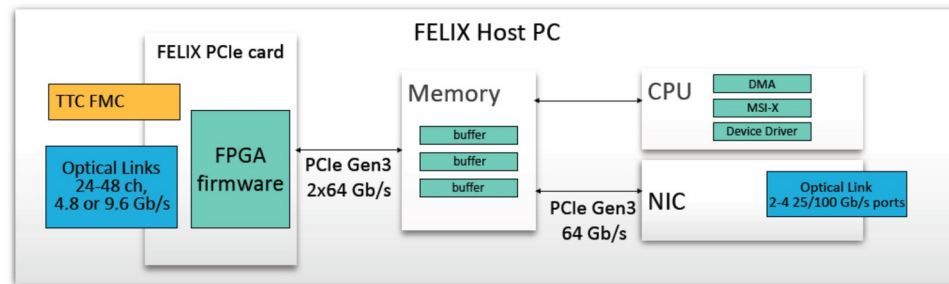 FELIX Host PC
FELIX PCIe card
TTC FMC
Optical Links
24-48 ch,
4.8 or 9.6 Gb/s
FPGA
firmware
PCIe Gen3
2x64 Gb/s
Memory
buffer
buffer
buffer
PCIe Gen3
64 Gb/s
CPU
DMA
MSI-X
Device Driver
NIC
Optical Link
2-4 25/100 Gb/s ports